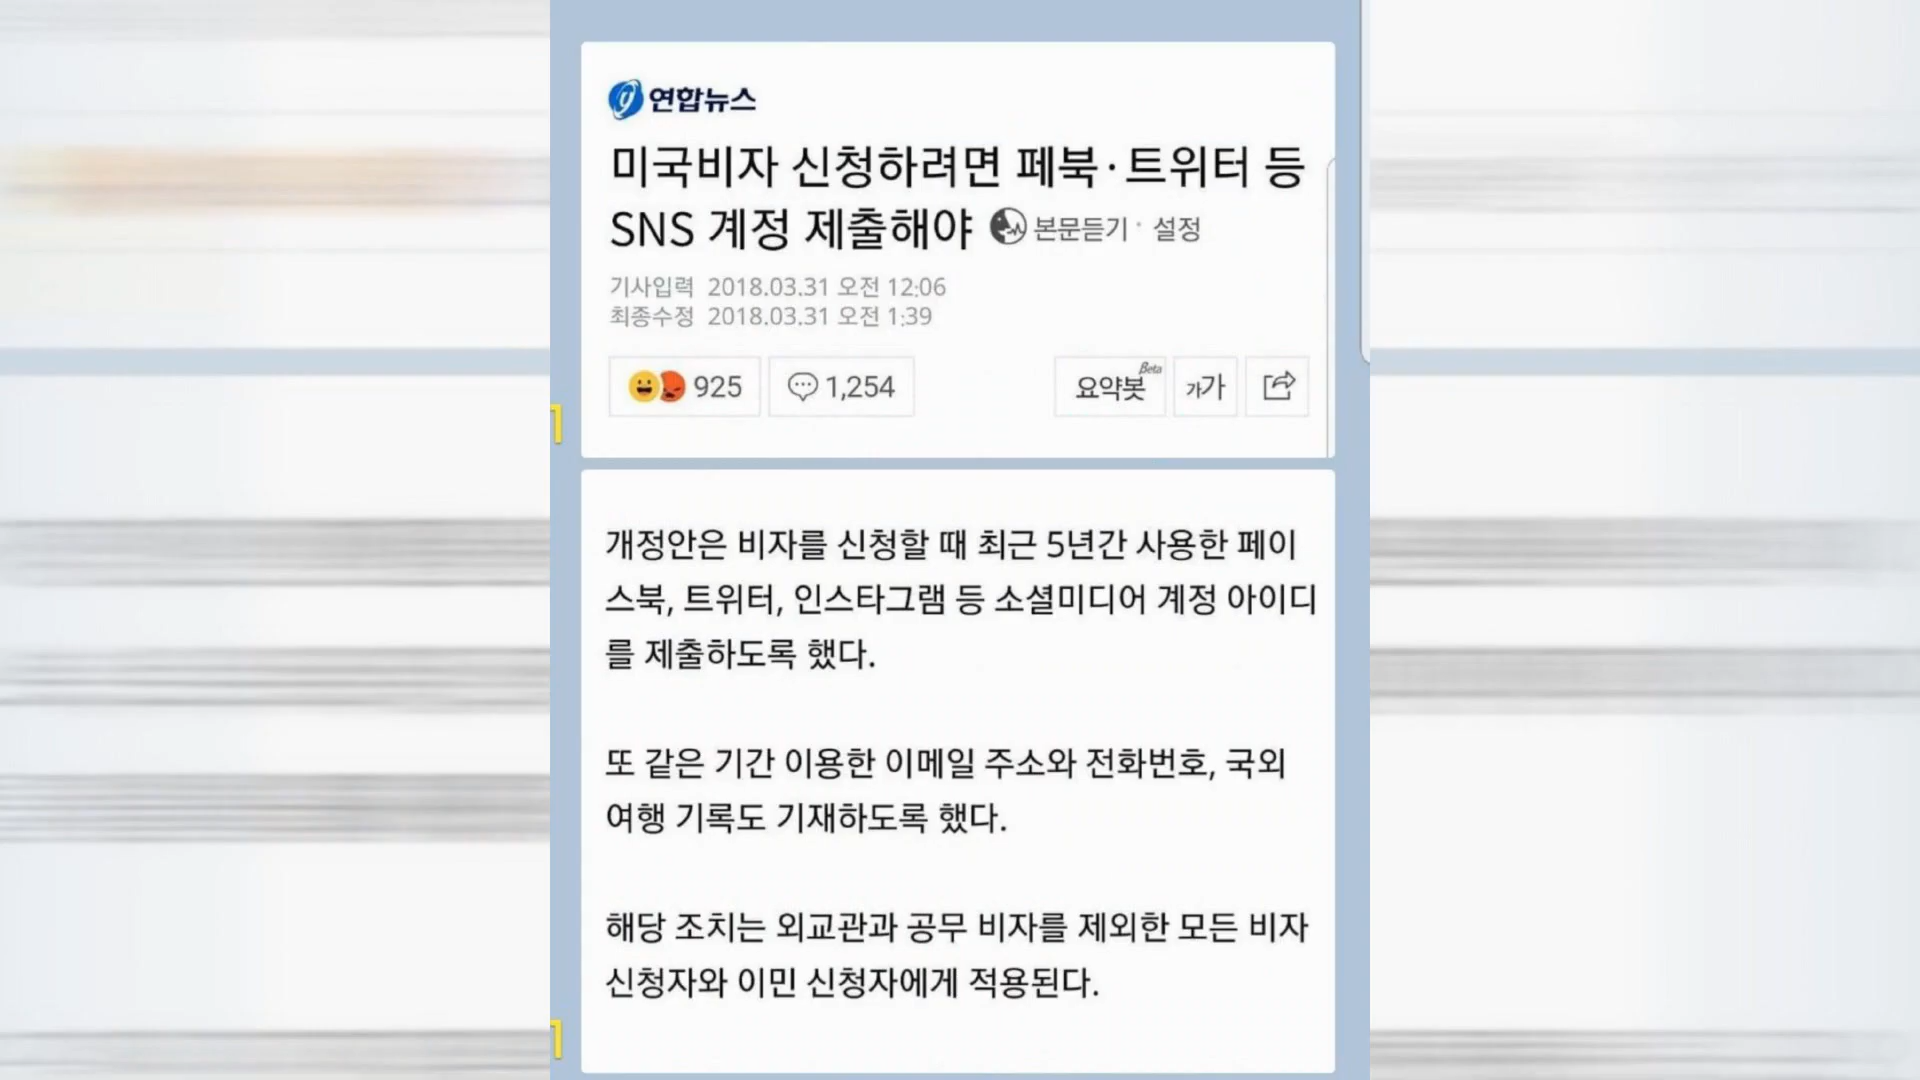 연합뉴스
미국비자 신청하려면 페북·트위터 등
SNS 계정 제출해야 본문듣기 · 설정
기사입력 2018.03.31 오전 12:06
최종수정 2018.03.31 오전 1:39
925 1,254 요약봇 Beta 가가
개정안은 비자를 신청할 때 최근 5년간 사용한 페이
스북, 트위터, 인스타그램 등 소셜미디어 계정 아이디
를 제출하도록 했다.
또 같은 기간 이용한 이메일 주소와 전화번호, 국외
여행 기록도 기재하도록 했다.
해당 조치는 외교관과 공무 비자를 제외한 모든 비자
신청자와 이민 신청자에게 적용된다.